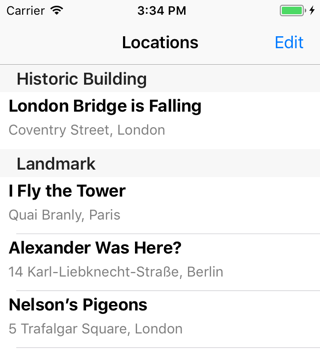 Carrier 3:34 PM
Locations Edit
Historic Building
London Bridge is Falling
Coventry Street, London
Landmark
I Fly the Tower
Quai Branly, Paris
Alexander Was Here?
14 Karl-Liebknecht-Straße, Berlin
Nelson’s Pigeons
5 Trafalgar Square, London